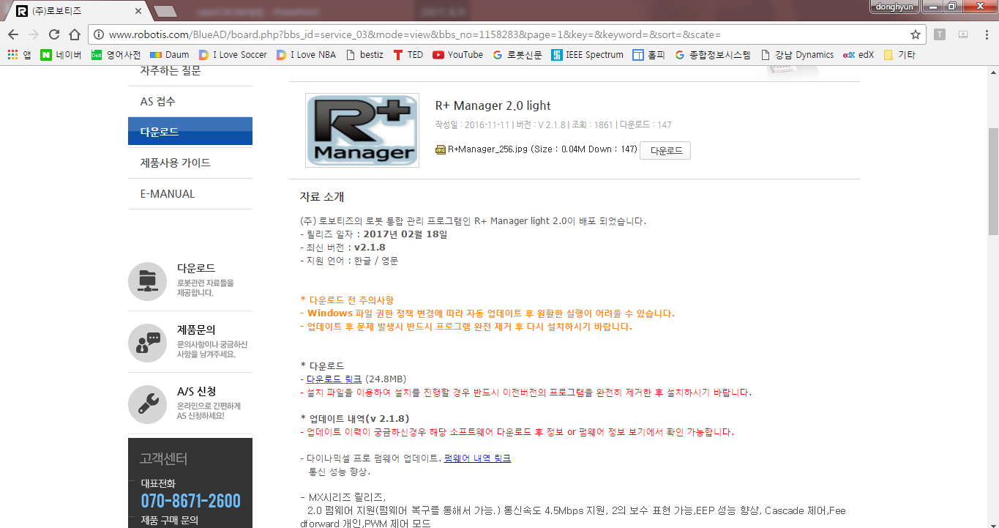 (주)로보티즈
donghyun
www.robotis.com/BlueAD/board.php?bbs_id=service_03&mode=view&bbs_no=1158283&page=1&key=&keyword=&sort=&scate=
앱 네이버 영어사전 Daum I Love Soccer I Love NBA bestiz TED YouTube 로봇신문 IEEE Spectrum 홈피 종합정보시스템 강남 Dynamics edX 기타
자주하는 질문
AS 접수
다운로드
제품사용 가이드
E-MANUAL
다운로드
로봇관련 자료들을
제공합니다.
제품문의
문의사항이나 궁금하신
사항을 남겨주세요.
A/S 신청
온라인으로 간편하게
AS 신청하세요!
고객센터
대표전화
070-8671-2600
제품 구매 문의
R+
Manager
R+ Manager 2.0 light
작성일 : 2016-11-11 | 버전 : V 2.1.8 | 조회 : 1861 | 다운로드 : 147
R+Manager_256.jpg (Size : 0.04M Down : 147) 다운로드
자료 소개
(주) 로보티즈의 로봇 통합 관리 프로그램인 R+ Manager light 2.0이 배포 되었습니다.
- 릴리즈 일자 : 2017년 02월 18일
- 최신 버전 : v2.1.8
- 지원 언어 : 한글 / 영문
* 다운로드 전 주의사항
- Windows 파일 권한 정책 변경에 따라 자동 업데이트 후 원활한 실행이 어려울 수 있습니다.
- 업데이트 후 문제 발생시 반드시 프로그램 완전 제거 후 다시 설치하시기 바랍니다.
* 다운로드
- 다운로드 링크 (24.8MB)
- 설치 파일을 이용하여 설치를 진행할 경우 반드시 이전버전의 프로그램을 완전히 제거한 후 설치하시기 바랍니다.
* 업데이트 내역(v 2.1.8)
- 업데이트 이력이 궁금하신경우 해당 소프트웨어 다운로드 후 정보 or 펌웨어 정보 보기에서 확인 가능합니다.
- 다이나믹셀 프로 펌웨어 업데이트. 펌웨어 내역 링크
통신 성능 향상.
- MX시리즈 릴리즈,
2.0 펌웨어 지원(펌웨어 복구를 통해서 가능.) 통신속도 4.5Mbps 지원, 2의 보수 표현 가능,EEP 성능 향상, Cascade 제어,Fee
dforward 개인,PWM 제어 모드